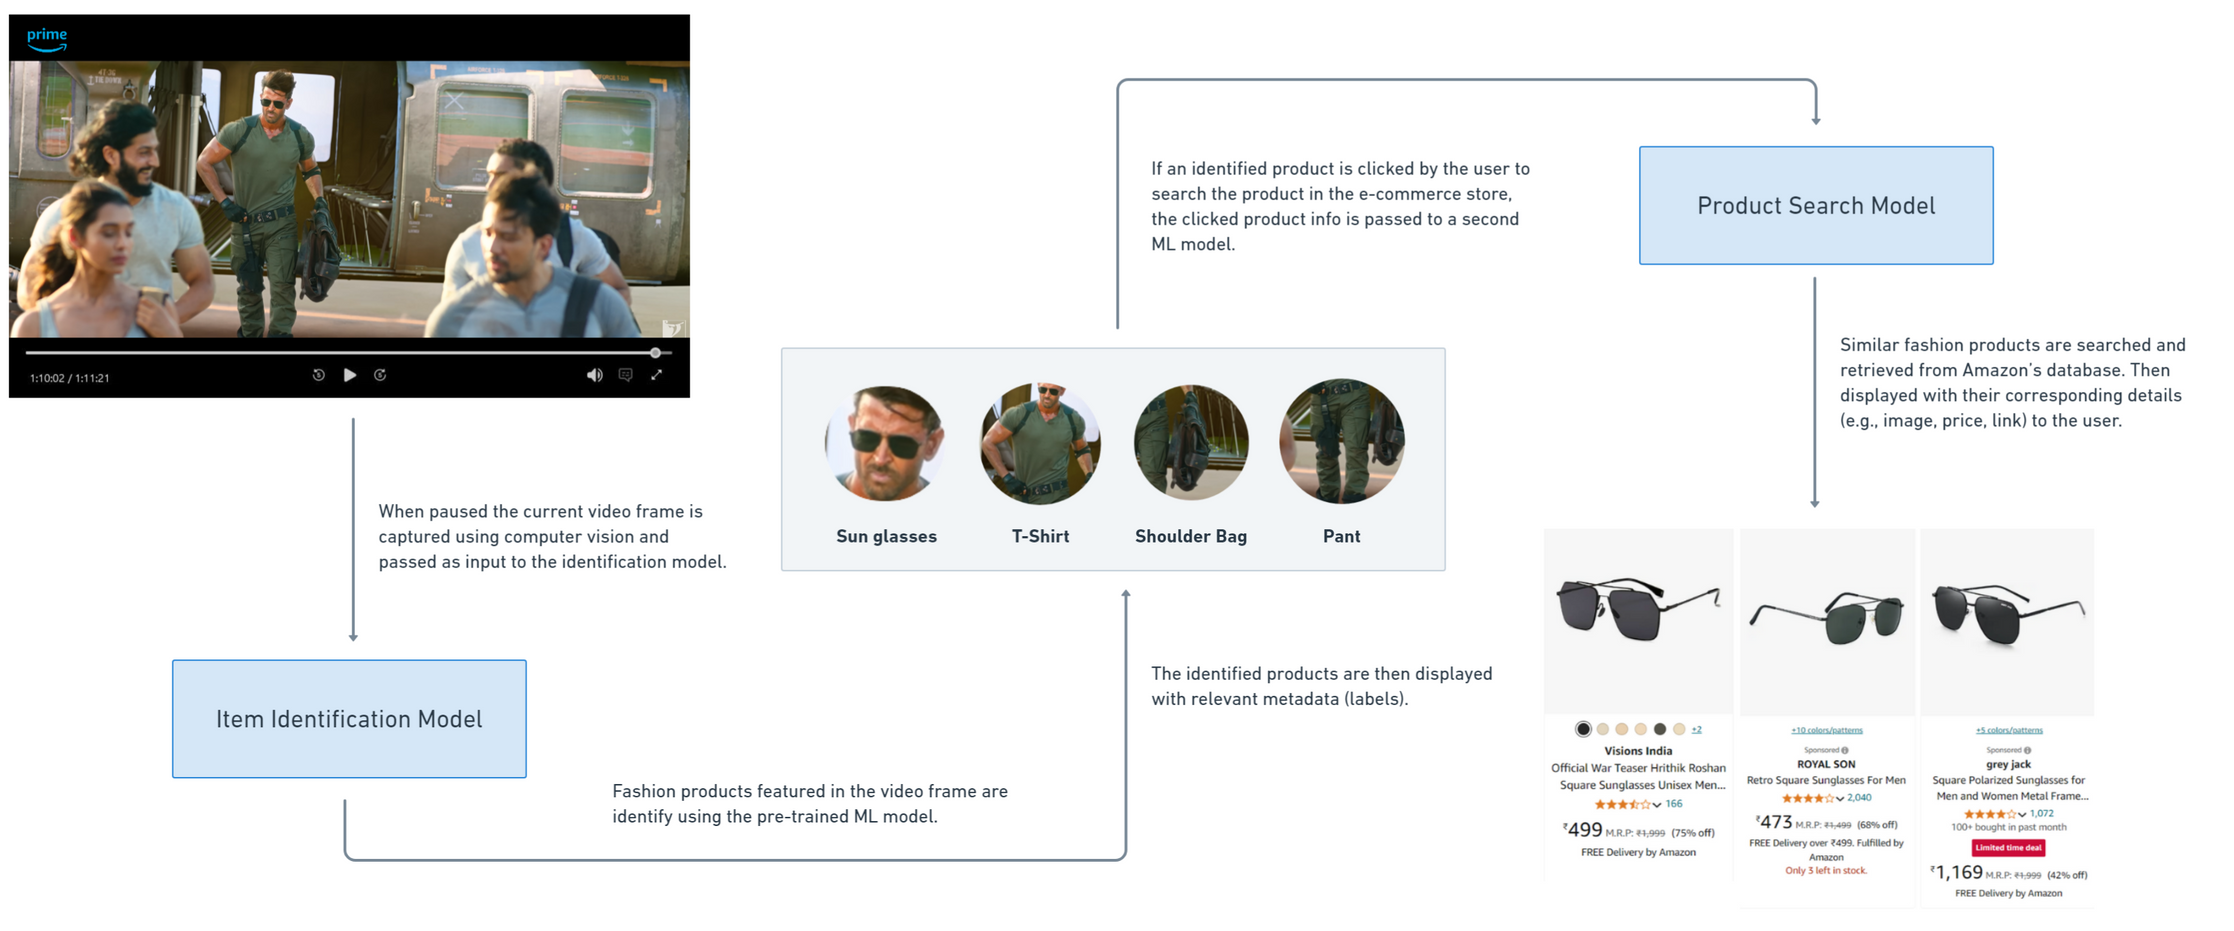 prime
1:10:02 / 1:11:21
When paused the current video frame is
captured using computer vision and
passed as input to the identification model.
Item Identification Model
Fashion products featured in the video frame are
identify using the pre-trained ML model.
The identified products are then displayed
with relevant metadata (labels).
Sun glasses
T-Shirt
Shoulder Bag
Pant
If an identified product is clicked by the user to
search the product in the e-commerce store,
the clicked product info is passed to a second
ML model.
Product Search Model
Similar fashion products are searched and
retrieved from Amazon's database. Then
displayed with their corresponding details
(e.g., image, price, link) to the user.
+2
Visions India
Official War Teaser Hrithik Roshan
Square Sunglasses Unisex Men...
166
₹499 M.R.P: ₹1,999 (75% off)
FREE Delivery by Amazon
+10 colors/patterns
Sponsored
ROYAL SON
Retro Square Sunglasses For Men
2,040
₹473 M.R.P: ₹1,499 (68% off)
FREE Delivery over ₹499. Fulfilled by
Amazon
Only 3 left in stock.
+5 colors/patterns
Sponsored
grey jack
Square Polarized Sunglasses for
Men and Women Metal Frame...
1,072
100+ bought in past month
Limited time deal
₹1,169 M.R.P: ₹1,999 (42% off)
FREE Delivery by Amazon